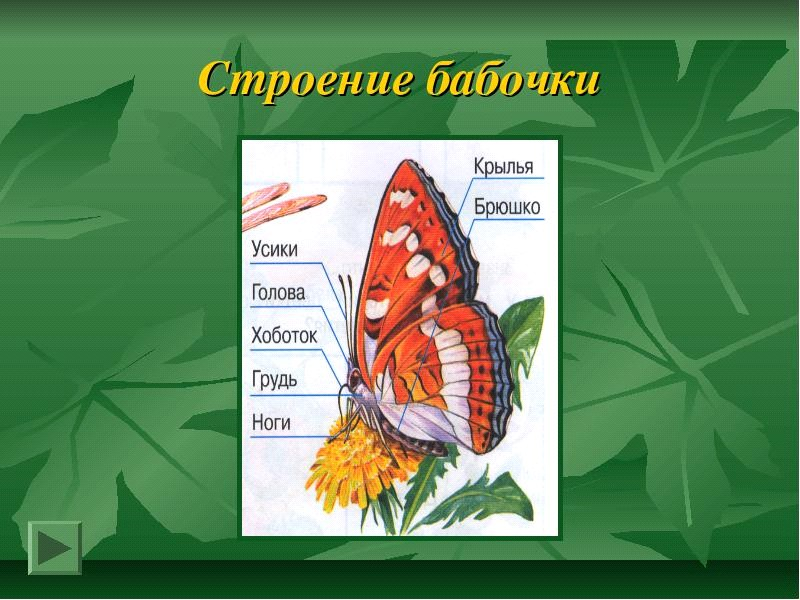 Строение бабочки
Крылья
Брюшко
Усики
Голова
Хоботок
Грудь
Ноги